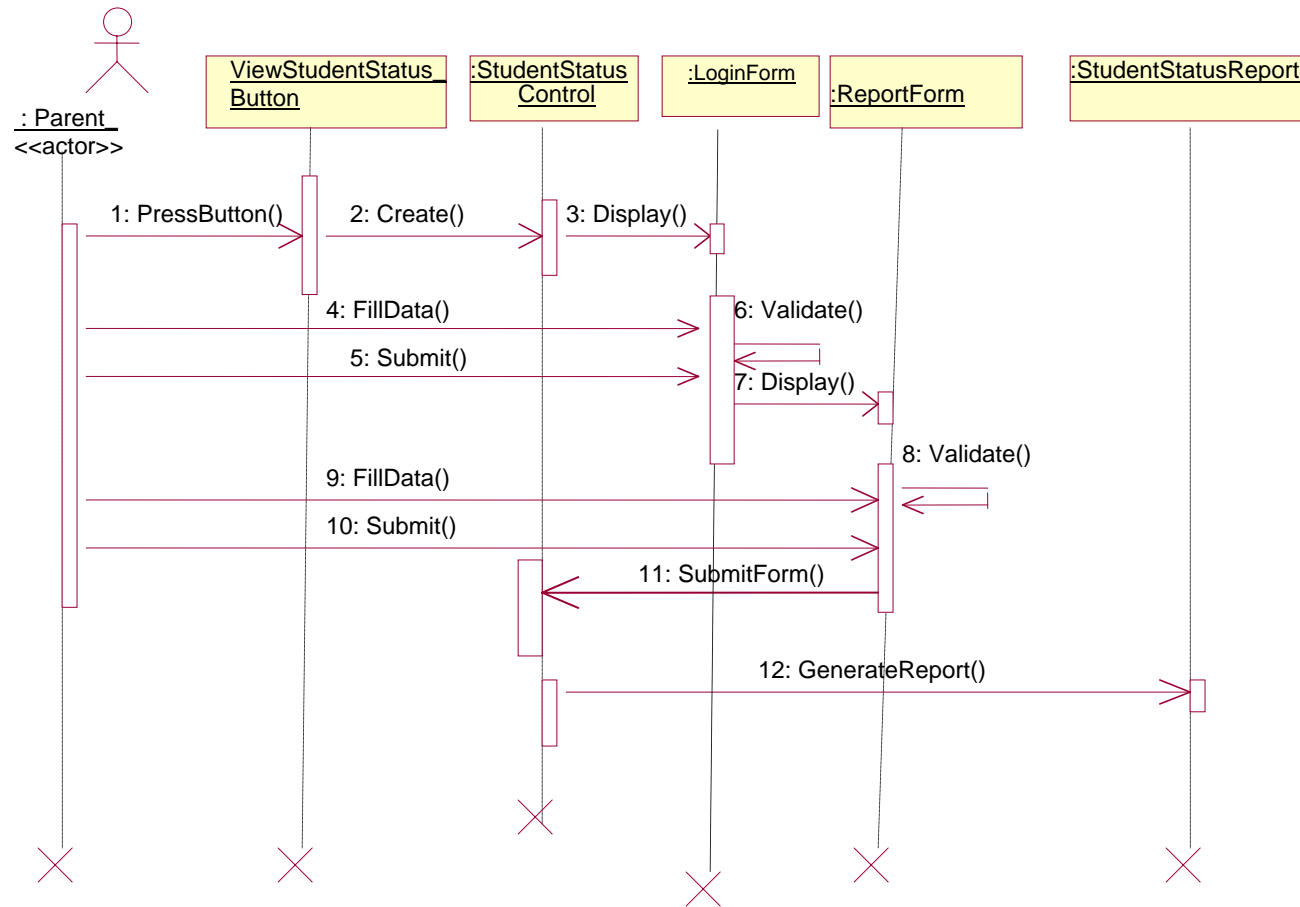 ViewStudentStatus_
Button
:StudentStatus
Control
:LoginForm
:ReportForm
:StudentStatusReport
: Parent_
<<actor>>
1: PressButton()
2: Create()
3: Display()
4: FillData()
6: Validate()
5: Submit()
7: Display()
8: Validate()
9: FillData()
10: Submit()
11: SubmitForm()
12: GenerateReport()